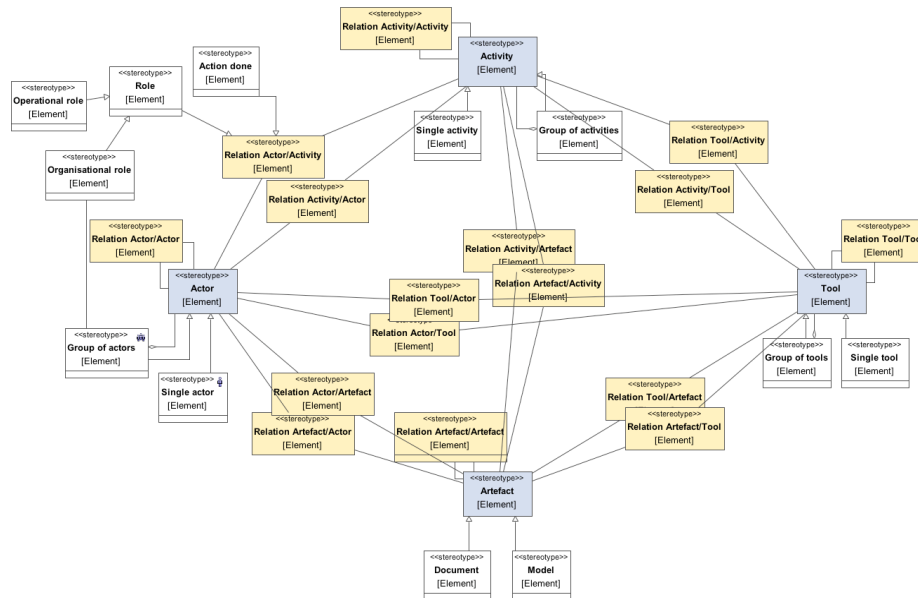 <<stereotype>>
Relation Activity/Activity
[Element]
<<stereotype>>
Activity
[Element]
<<stereotype>>
Action done
[Element]
<<stereotype>>
Role
[Element]
<<stereotype>>
Operational role
[Element]
<<stereotype>>
Single activity
[Element]
<<stereotype>>
Group of activities
[Element]
<<stereotype>>
Relation Tool/Activity
[Element]
<<stereotype>>
Relation Actor/Activity
[Element]
<<stereotype>>
Organisational role
[Element]
<<stereotype>>
Relation Activity/Tool
[Element]
<<stereotype>>
Relation Activity/Actor
[Element]
<<stereotype>>
Relation Actor/Actor
[Element]
<<stereotype>>
Relation Activity/Artefact
[Element]
<<stereotype>>
Relation Tool/Tool
[Element]
<<stereotype>>
Relation Artefact/Activity
[Element]
<<stereotype>>
Actor
[Element]
<<stereotype>>
Tool
[Element]
<<stereotype>>
Relation Tool/Actor
[Element]
<<stereotype>>
Relation Actor/Tool
[Element]
<<stereotype>>
Group of actors
[Element]
<<stereotype>>
Group of tools
[Element]
<<stereotype>>
Single tool
[Element]
<<stereotype>>
Single actor
[Element]
<<stereotype>>
Relation Actor/Artefact
[Element]
<<stereotype>>
Relation Tool/Artefact
[Element]
<<stereotype>>
Relation Artefact/Actor
[Element]
<<stereotype>>
Relation Artefact/Artefact
[Element]
<<stereotype>>
Relation Artefact/Tool
[Element]
<<stereotype>>
Artefact
[Element]
<<stereotype>>
Document
[Element]
<<stereotype>>
Model
[Element]